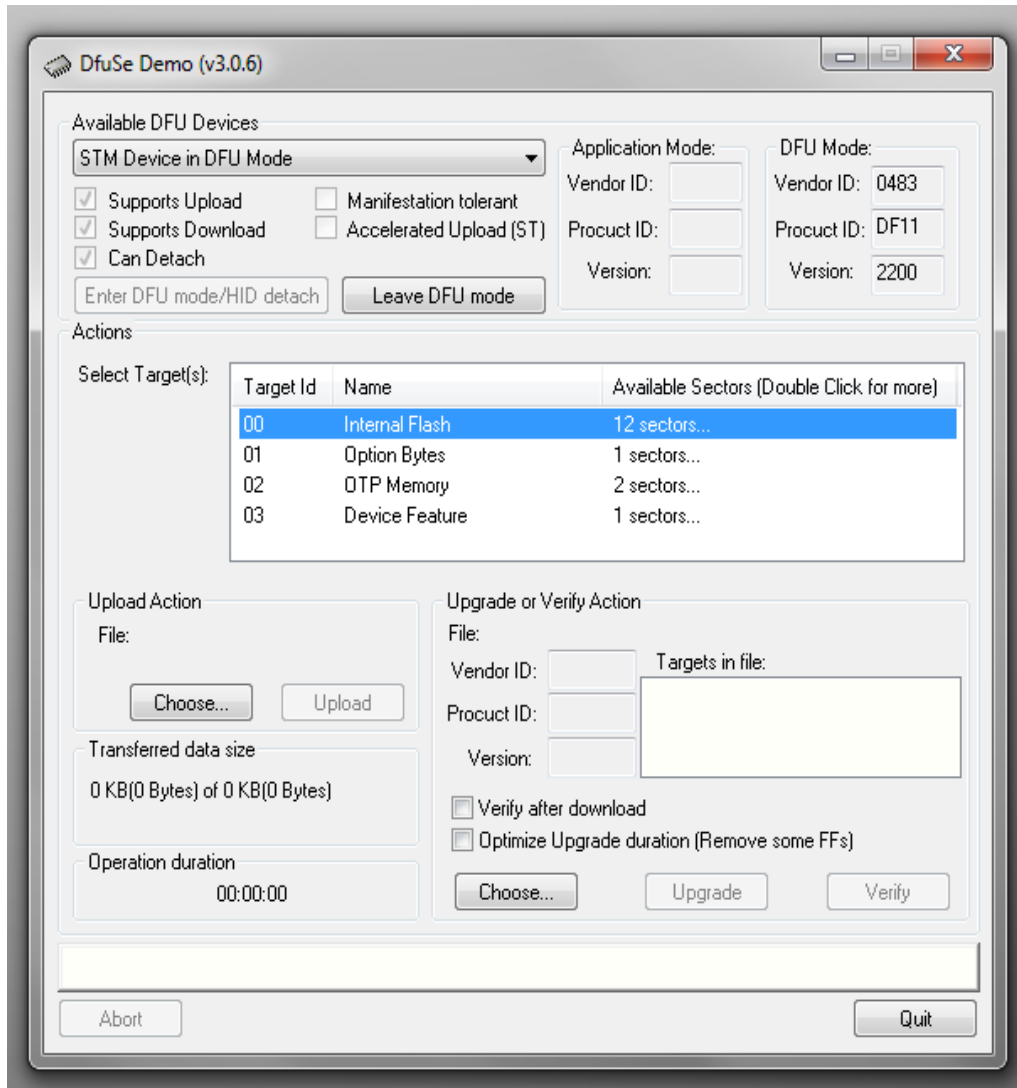 DfuSe Demo (v3.0.6)
Available DFU Devices
STM Device in DFU Mode
Supports Upload
Manifestation tolerant
Supports Download
Accelerated Upload (ST)
Can Detach
Enter DFU mode/HID detach
Leave DFU mode
Application Mode:
Vendor ID:
Procuct ID:
Version:
DFU Mode:
Vendor ID: 0483
Procuct ID: DF11
Version: 2200
Actions
Select Target(s):
Target Id Name Available Sectors (Double Click for more)
00 Internal Flash 12 sectors...
01 Option Bytes 1 sectors...
02 OTP Memory 2 sectors...
03 Device Feature 1 sectors...
Upload Action
File:
Choose... Upload
Transferred data size
0 KB(0 Bytes) of 0 KB(0 Bytes)
Operation duration
00:00:00
Upgrade or Verify Action
File:
Vendor ID:
Procuct ID:
Version:
Targets in file:
Verify after download
Optimize Upgrade duration (Remove some FFs)
Choose... Upgrade Verify
Abort Quit